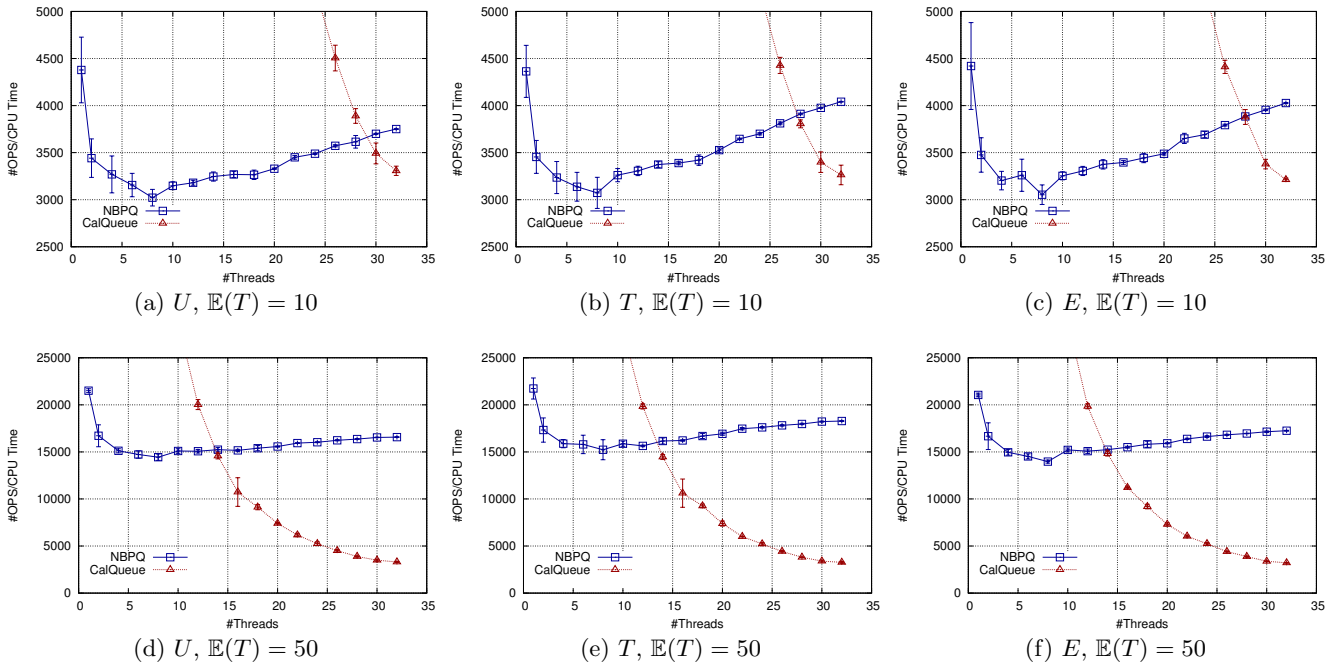 5000
4500
4000
3500
3000
2500
#OPS/CPU Time
NBPQ
CalQueue
0 5 10 15 20 25 30 35
#Threads
(a) U, 𝔼(T) = 10
5000
4500
4000
3500
3000
2500
#OPS/CPU Time
NBPQ
CalQueue
0 5 10 15 20 25 30 35
#Threads
(b) T, 𝔼(T) = 10
5000
4500
4000
3500
3000
2500
#OPS/CPU Time
NBPQ
CalQueue
0 5 10 15 20 25 30 35
#Threads
(c) E, 𝔼(T) = 10
25000
20000
15000
10000
5000
0
#OPS/CPU Time
NBPQ
CalQueue
0 5 10 15 20 25 30 35
#Threads
(d) U, 𝔼(T) = 50
25000
20000
15000
10000
5000
0
#OPS/CPU Time
NBPQ
CalQueue
0 5 10 15 20 25 30 35
#Threads
(e) T, 𝔼(T) = 50
25000
20000
15000
10000
5000
0
#OPS/CPU Time
NBPQ
CalQueue
0 5 10 15 20 25 30 35
#Threads
(f) E, 𝔼(T) = 50